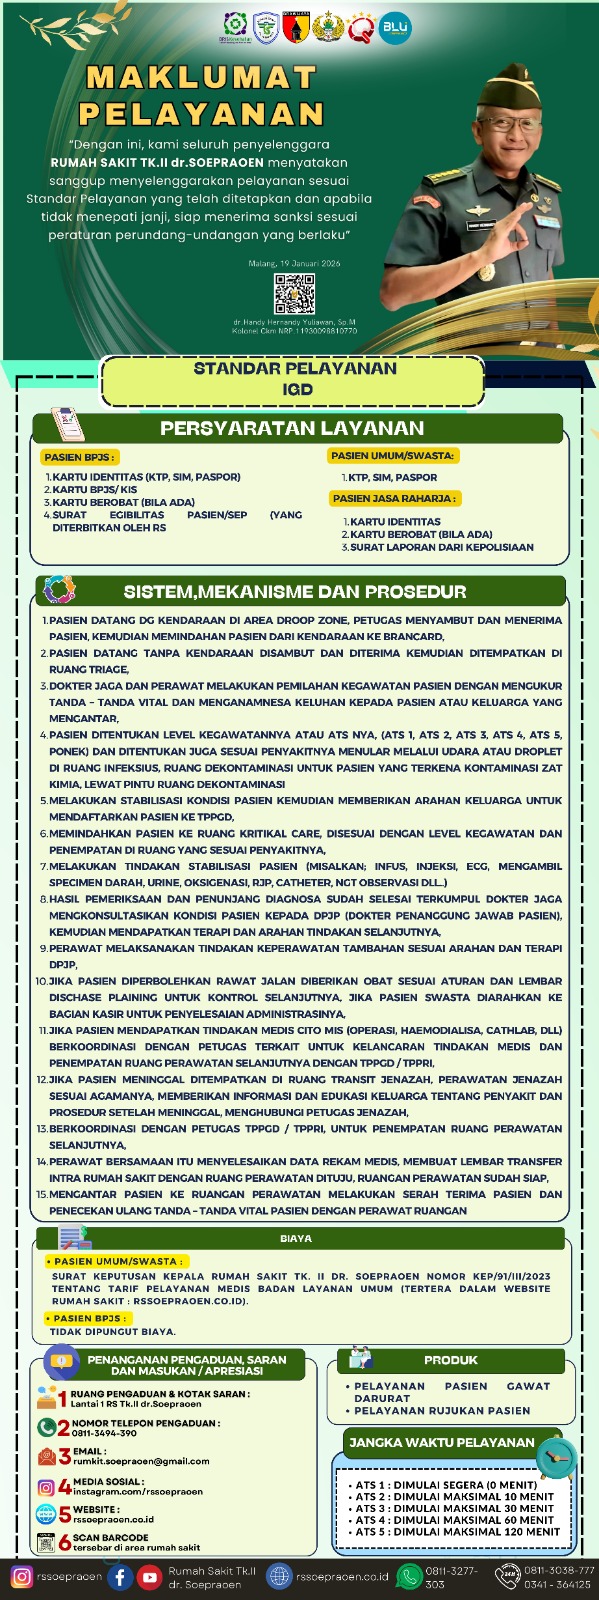 BPJS Kesehatan
BLU
MAKLUMAT
PELAYANAN
"Dengan ini, kami seluruh penyelenggara
RUMAH SAKIT TK.II dr.SOEPRAOEN menyatakan
sanggup menyelenggarakan pelayanan sesuai
Standar Pelayanan yang telah ditetapkan dan apabila
tidak menepati janji, siap menerima sanksi sesuai
peraturan perundang-undangan yang berlaku"
Malang, 19 Januari 2026
dr.Handy Hernandy Yuliawan, Sp.M
Kolonel Ckm NRP.11930098810770
STANDAR PELAYANAN
IGD
PERSYARATAN LAYANAN
PASIEN BPJS :
1.KARTU IDENTITAS (KTP, SIM, PASPOR)
2.KARTU BPJS/ KIS
3.KARTU BEROBAT (BILA ADA)
4.SURAT EGIBILITAS PASIEN/SEP (YANG
DITERBITKAN OLEH RS
PASIEN UMUM/SWASTA:
1.KTP, SIM, PASPOR
PASIEN JASA RAHARJA :
1.KARTU IDENTITAS
2.KARTU BEROBAT (BILA ADA)
3.SURAT LAPORAN DARI KEPOLISIAAN
SISTEM,MEKANISME DAN PROSEDUR
1.PASIEN DATANG DG KENDARAAN DI AREA DROOP ZONE, PETUGAS MENYAMBUT DAN MENERIMA
PASIEN, KEMUDIAN MEMINDAHAN PASIEN DARI KENDARAAN KE BRANCARD,
2.PASIEN DATANG TANPA KENDARAAN DISAMBUT DAN DITERIMA KEMUDIAN DITEMPATKAN DI
RUANG TRIAGE,
3.DOKTER JAGA DAN PERAWAT MELAKUKAN PEMILAHAN KEGAWATAN PASIEN DENGAN MENGUKUR
TANDA – TANDA VITAL DAN MENGANAMNESA KELUHAN KEPADA PASIEN ATAU KELUARGA YANG
MENGANTAR,
4.PASIEN DITENTUKAN LEVEL KEGAWATANNYA ATAU ATS NYA, (ATS 1, ATS 2, ATS 3, ATS 4, ATS 5,
PONEK) DAN DITENTUKAN JUGA SESUAI PENYAKITNYA MENULAR MELALUI UDARA ATAU DROPLET
DI RUANG INFEKSIUS, RUANG DEKONTAMINASI UNTUK PASIEN YANG TERKENA KONTAMINASI ZAT
KIMIA, LEWAT PINTU RUANG DEKONTAMINASI
5.MELAKUKAN STABILISASI KONDISI PASIEN KEMUDIAN MEMBERIKAN ARAHAN KELUARGA UNTUK
MENDAFTARKAN PASIEN KE TPPGD,
6.MEMINDAHKAN PASIEN KE RUANG KRITIKAL CARE, DISESUAI DENGAN LEVEL KEGAWATAN DAN
PENEMPATAN DI RUANG YANG SESUAI PENYAKITNYA,
7.MELAKUKAN TINDAKAN STABILISASI PASIEN (MISALKAN; INFUS, INJEKSI, ECG, MENGAMBIL
SPECIMEN DARAH, URINE, OKSIGENASI, RJP, CATHETER, NGT OBSERVASI DLL.)
8.HASIL PEMERIKSAAN DAN PENUNJANG DIAGNOSA SUDAH SELESAI TERKUMPUL DOKTER JAGA
MENGKONSULTASIKAN KONDISI PASIEN KEPADA DPJP (DOKTER PENANGGUNG JAWAB PASIEN),
KEMUDIAN MENDAPATKAN TERAPI DAN ARAHAN TINDAKAN SELANJUTNYA,
9.PERAWAT MELAKSANAKAN TINDAKAN KEPERAWATAN TAMBAHAN SESUAI ARAHAN DAN TERAPI
DPJP,
10.JIKA PASIEN DIPERBOLEHKAN RAWAT JALAN DIBERIKAN OBAT SESUAI ATURAN DAN LEMBAR
DISCHASE PLAINING UNTUK KONTROL SELANJUTNYA, JIKA PASIEN SWASTA DIARAHKAN KE
BAGIAN KASIR UNTUK PENYELESAIAN ADMINISTRASINYA,
11.JIKA PASIEN MENDAPATKAN TINDAKAN MEDIS CITO MIS (OPERASI, HAEMODIALISA, CATHLAB, DLL)
BERKOORDINASI DENGAN PETUGAS TERKAIT UNTUK KELANCARAN TINDAKAN MEDIS DAN
PENEMPATAN RUANG PERAWATAN SELANJUTNYA DENGAN TPPGD / TPPRI,
12.JIKA PASIEN MENINGGAL DITEMPATKAN DI RUANG TRANSIT JENAZAH, PERAWATAN JENAZAH
SESUAI AGAMANYA, MEMBERIKAN INFORMASI DAN EDUKASI KELUARGA TENTANG PENYAKIT DAN
PROSEDUR SETELAH MENINGGAL, MENGHUBUNGI PETUGAS JENAZAH,
13.BERKOORDINASI DENGAN PETUGAS TPPGD / TPPRI, UNTUK PENEMPATAN RUANG PERAWATAN
SELANJUTNYA,
14.PERAWAT BERSAMAAN ITU MENYELESAIKAN DATA REKAM MEDIS, MEMBUAT LEMBAR TRANSFER
INTRA RUMAH SAKIT DENGAN RUANG PERAWATAN DITUJU, RUANGAN PERAWATAN SUDAH SIAP,
15.MENGANTAR PASIEN KE RUANGAN PERAWATAN MELAKUKAN SERAH TERIMA PASIEN DAN
PENECEKAN ULANG TANDA – TANDA VITAL PASIEN DENGAN PERAWAT RUANGAN
BIAYA
• PASIEN UMUM/SWASTA :
SURAT KEPUTUSAN KEPALA RUMAH SAKIT TK. II DR. SOEPRAOEN NOMOR KEP/91/III/2023
TENTANG TARIF PELAYANAN MEDIS BADAN LAYANAN UMUM (TERTERA DALAM WEBSITE
RUMAH SAKIT : RSSOEPRAOEN.CO.ID).
• PASIEN BPJS :
TIDAK DIPUNGUT BIAYA.
PENANGANAN PENGADUAN, SARAN
DAN MASUKAN / APRESIASI
1 RUANG PENGADUAN & KOTAK SARAN :
Lantai 1 RS Tk.II dr.Soepraoen
2 NOMOR TELEPON PENGADUAN :
0811-3494-390
3 EMAIL :
rumkit.soepraoen@gmail.com
4 MEDIA SOSIAL :
instagram.com/rssoepraoen
5 WEBSITE :
rssoepraoen.co.id
6 SCAN BARCODE
tersebar di area rumah sakit
PRODUK
• PELAYANAN PASIEN GAWAT
DARURAT
• PELAYANAN RUJUKAN PASIEN
JANGKA WAKTU PELAYANAN
• ATS 1 : DIMULAI SEGERA (0 MENIT)
• ATS 2 : DIMULAI MAKSIMAL 10 MENIT
• ATS 3 : DIMULAI MAKSIMAL 30 MENIT
• ATS 4 : DIMULAI MAKSIMAL 60 MENIT
• ATS 5 : DIMULAI MAKSIMAL 120 MENIT
rssoepraoen
Rumah Sakit Tk.II
dr. Soepraoen
rssoepraoen.co.id
0811-3277-
303
0811-3038-777
0341 - 364125